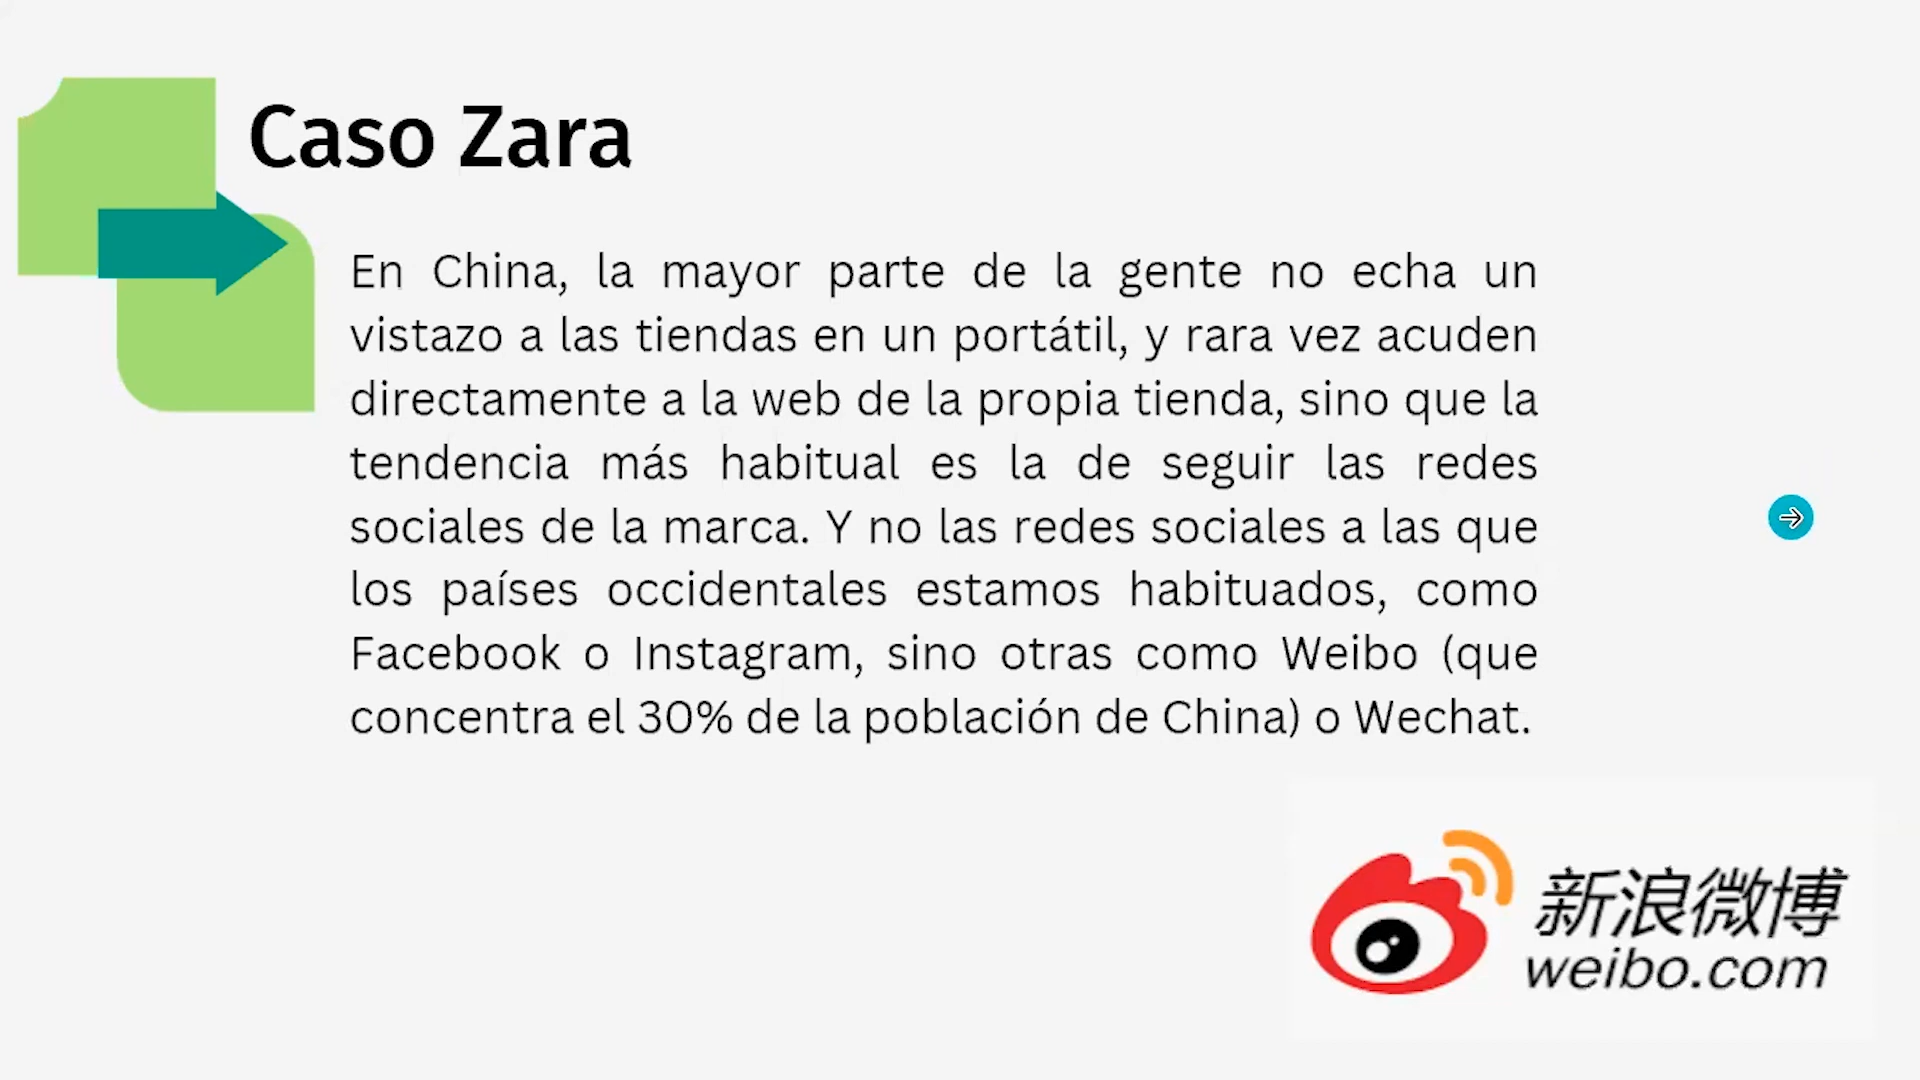 Caso Zara
En China, la mayor parte de la gente no echa un
vistazo a las tiendas en un portátil, y rara vez acuden
directamente a la web de la propia tienda, sino que la
tendencia más habitual es la de seguir las redes
sociales de la marca. Y no las redes sociales a las que
los países occidentales estamos habituados, como
Facebook o Instagram, sino otras como Weibo (que
concentra el 30% de la población de China) o Wechat.
新浪微博
weibo.com